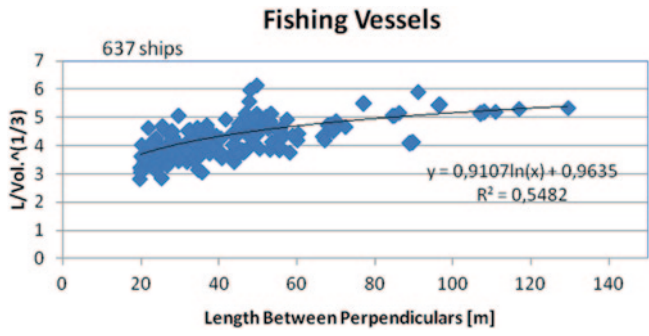 Fishing Vessels
637 ships
7
6
5
4
3
2
1
0
L/Vol.^(1/3)
y = 0,9107ln(x) + 0,9635
R² = 0,5482
0 20 40 60 80 100 120 140
Length Between Perpendiculars [m]